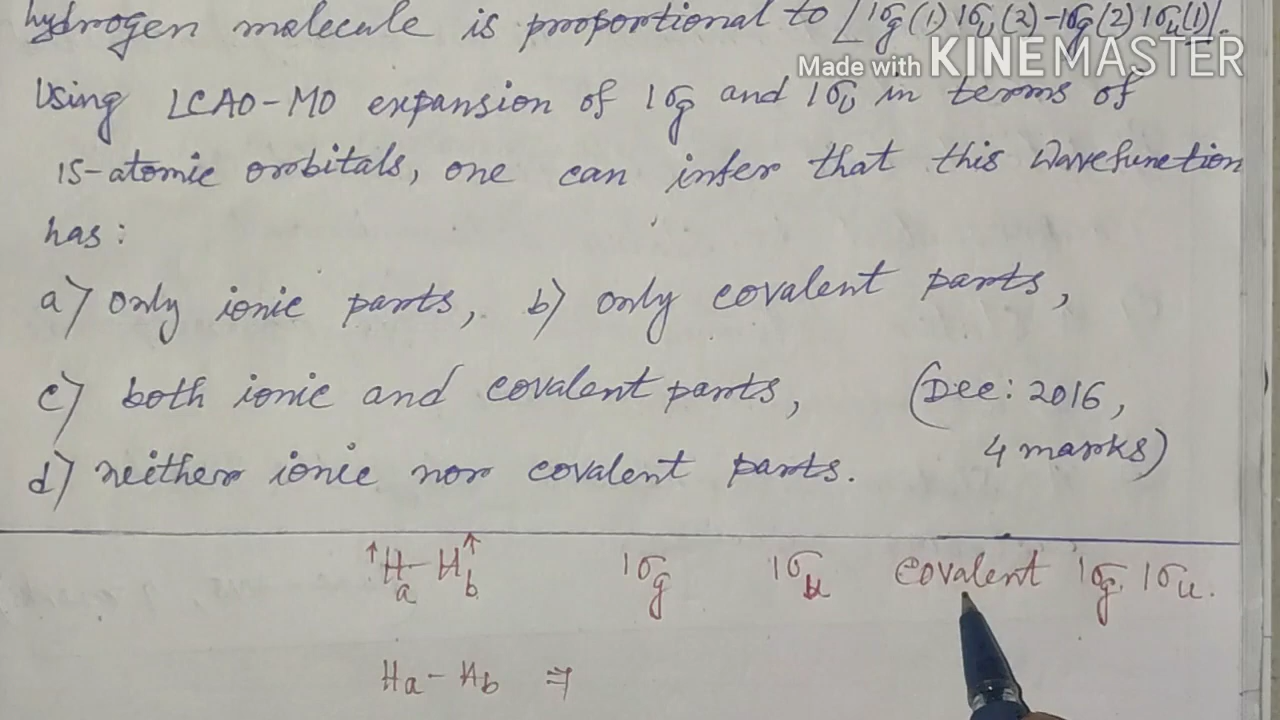 hydrogen molecule is proportional to [1σg(1)1σu(2)-1σg(2)1σu(1)].
Made with KINEMASTER
Using LCAO-MO expansion of 1σg and 1σu in terms of
1S-atomic orbitals, one can infer that this wavefunction
has:
a) only ionic parts, b) only covalent parts,
c) both ionic and covalent parts, (Dec: 2016,
4 marks)
d) neither ionic nor covalent parts.
↑Ha-Hb↑ 1σg 1σu covalent 1σg. 1σu.
Ha-Hb ⇒